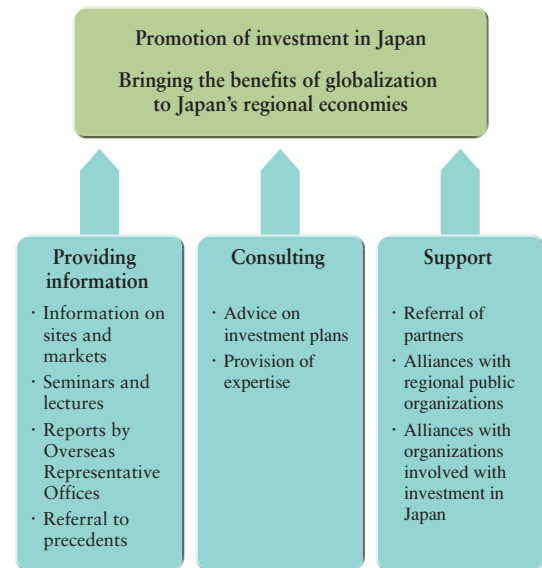 Promotion of investment in Japan
Bringing the benefits of globalization
to Japan's regional economies
Providing
information
· Information on
sites and
markets
· Seminars and
lectures
· Reports by
Overseas
Representative
Offices
· Referral to
precedents
Consulting
· Advice on
investment plans
· Provision of
expertise
Support
· Referral of
partners
· Alliances with
regional public
organizations
· Alliances with
organizations
involved with
investment in
Japan